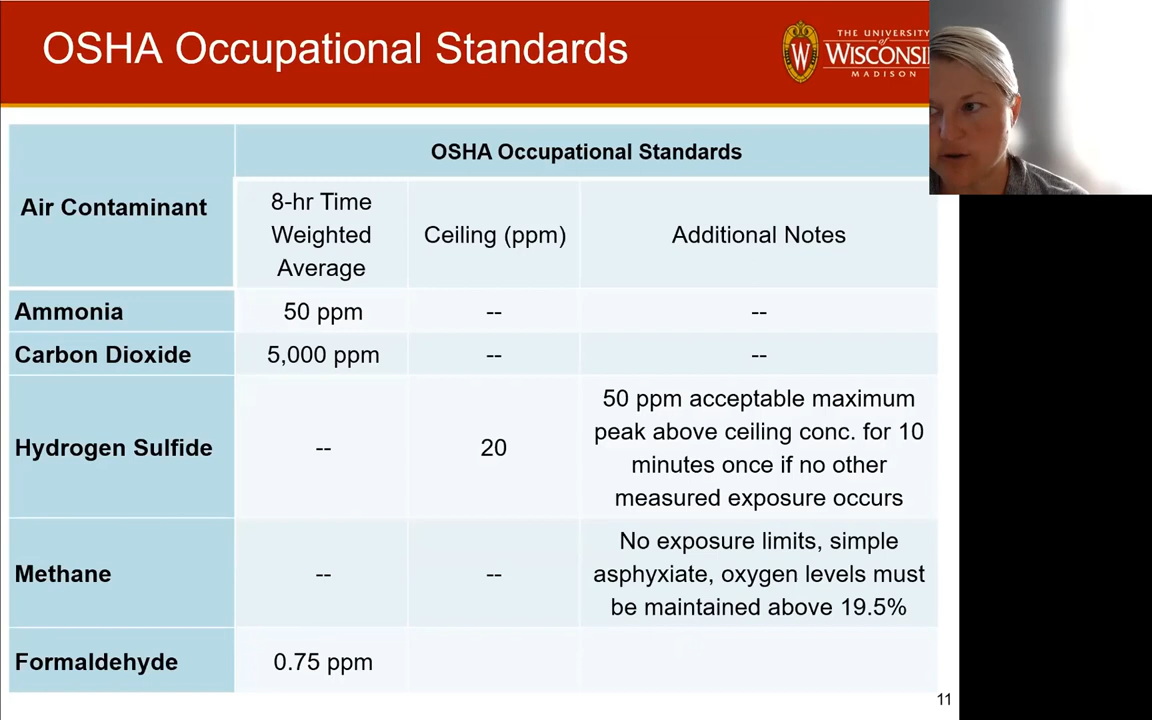 OSHA Occupational Standards
THE UNIVERSITY
of
WISCONSIN
MADISON
W
OSHA Occupational Standards
Air Contaminant
8-hr Time
Weighted
Average
Ceiling (ppm)
Additional Notes
Ammonia
50 ppm
--
--
Carbon Dioxide
5,000 ppm
--
--
Hydrogen Sulfide
--
20
50 ppm acceptable maximum
peak above ceiling conc. for 10
minutes once if no other
measured exposure occurs
Methane
--
--
No exposure limits, simple
asphyxiate, oxygen levels must
be maintained above 19.5%
Formaldehyde
0.75 ppm
11